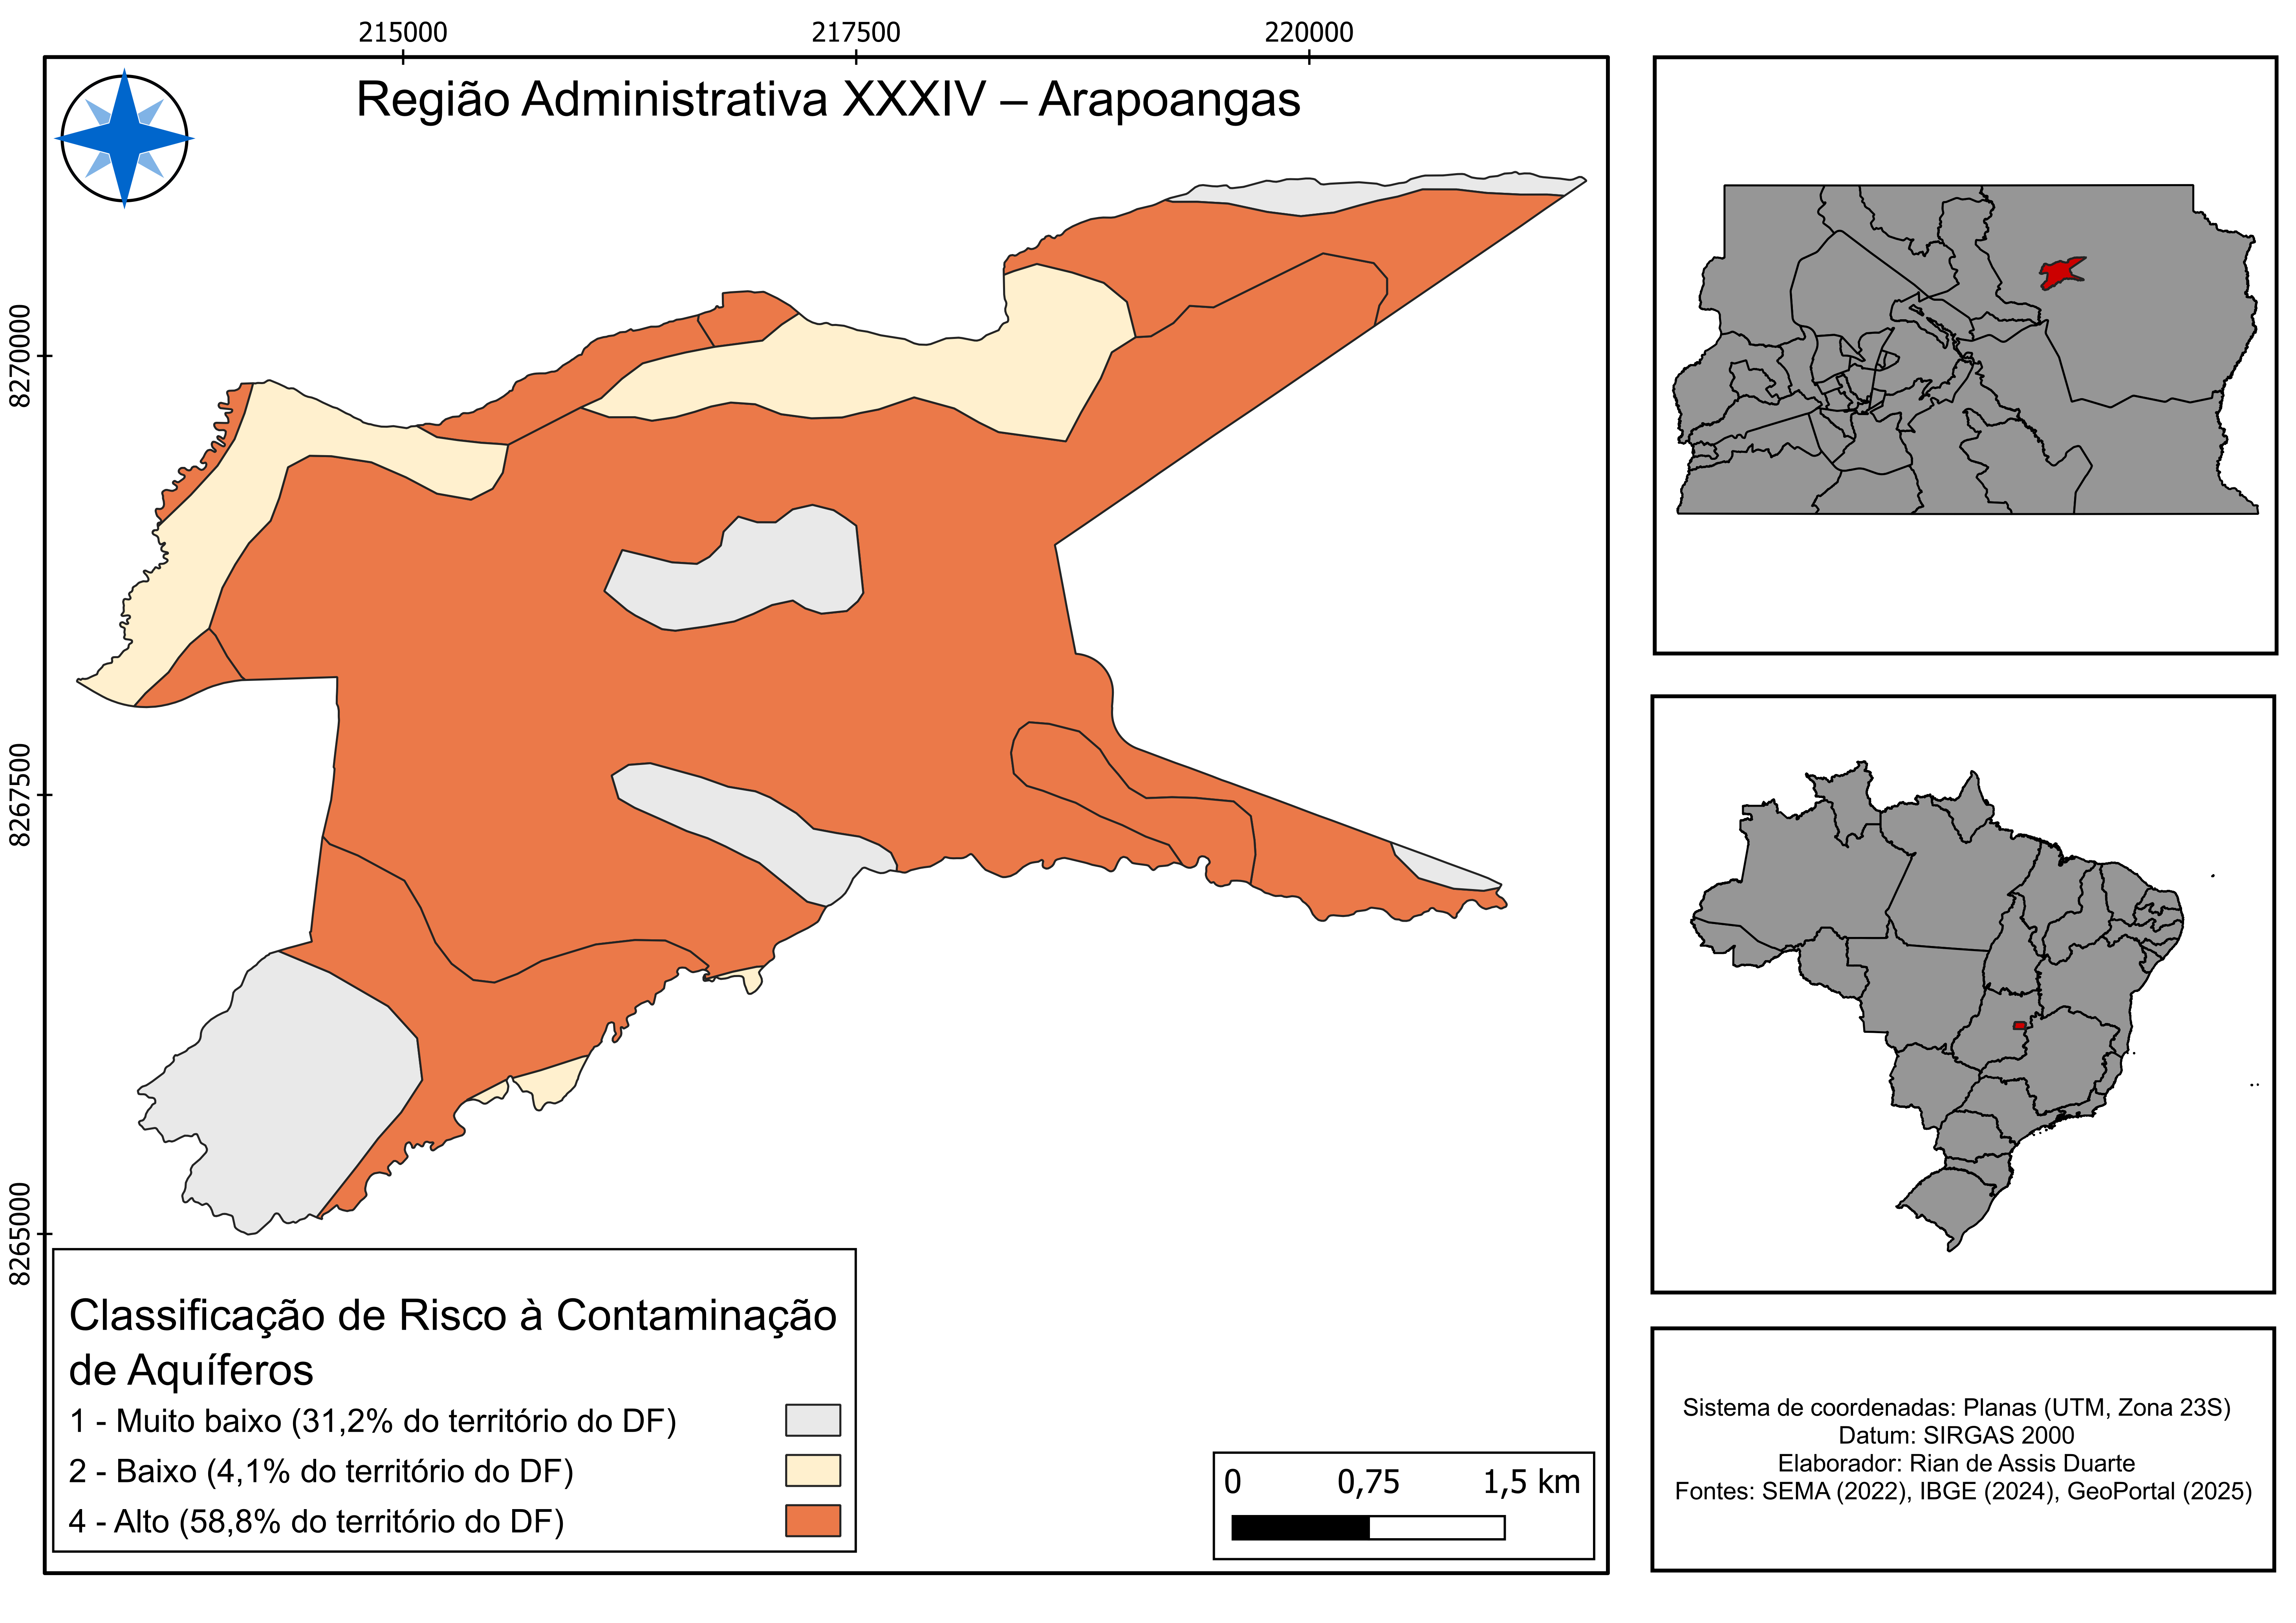 215000
217500
220000
Região Administrativa XXXIV – Arapoangas
8270000
8267500
8265000
Classificação de Risco à Contaminação
de Aquíferos
1 - Muito baixo (31,2% do território do DF)
2 - Baixo (4,1% do território do DF)
4 - Alto (58,8% do território do DF)
0 0,75 1,5 km
Sistema de coordenadas: Planas (UTM, Zona 23S)
Datum: SIRGAS 2000
Elaborador: Rian de Assis Duarte
Fontes: SEMA (2022), IBGE (2024), GeoPortal (2025)